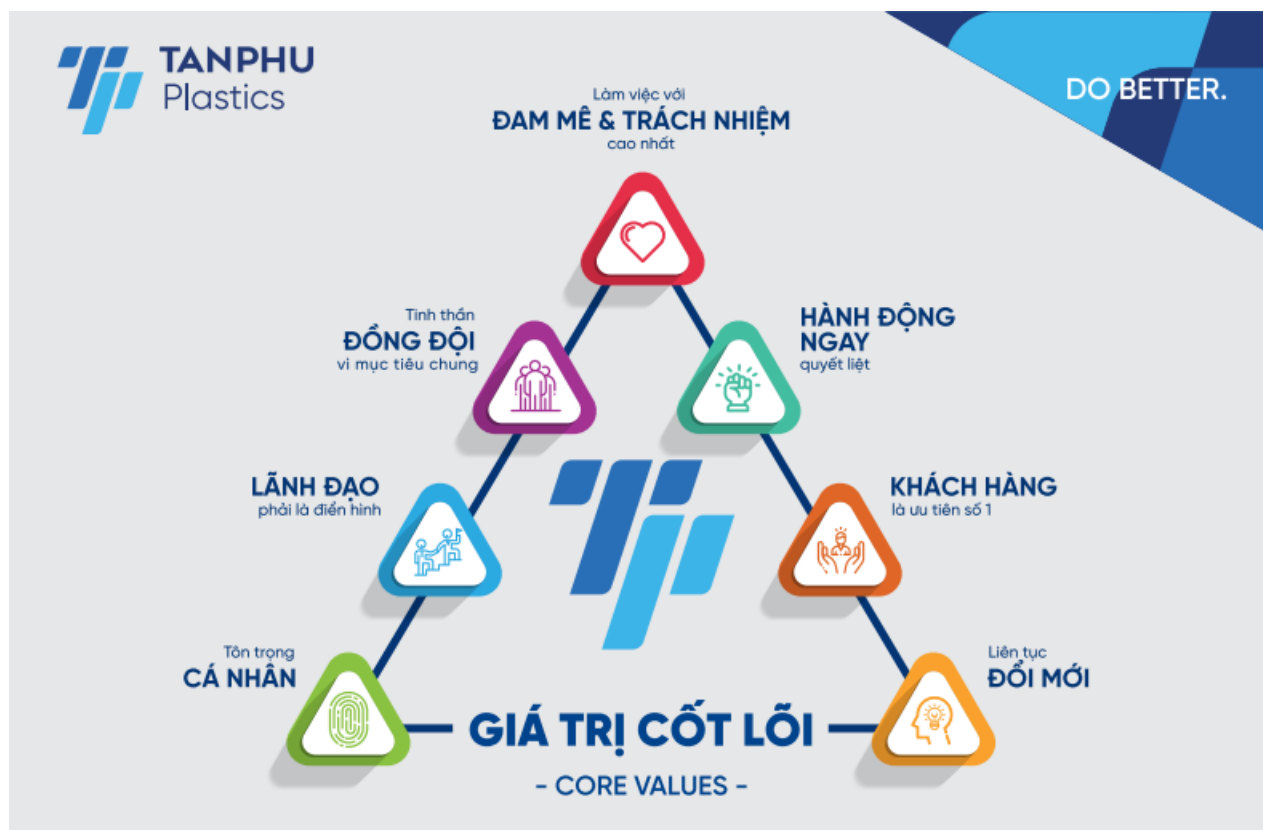 TANPHU
Plastics
DO BETTER.
Làm việc với
ĐAM MÊ & TRÁCH NHIỆM
cao nhất
Tinh thần
ĐỒNG ĐỘI
vì mục tiêu chung
HÀNH ĐỘNG
NGAY
quyết liệt
LÃNH ĐẠO
phải là điển hình
KHÁCH HÀNG
là ưu tiên số 1
Tôn trọng
CÁ NHÂN
Liên tục
ĐỔI MỚI
GIÁ TRỊ CỐT LÕI
- CORE VALUES -